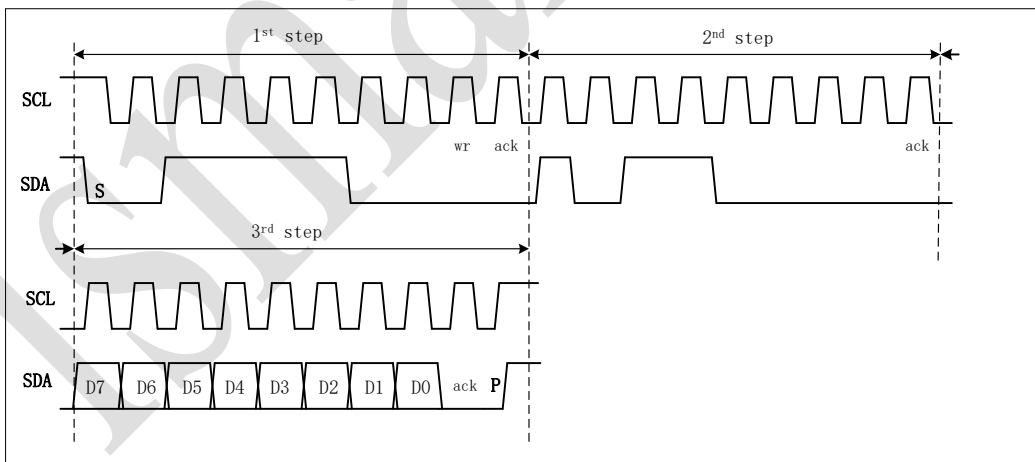 1st step 2nd step
SCL
wr ack ack
SDA S
3rd step
SCL
SDA D7 D6 D5 D4 D3 D2 D1 D0 ack P